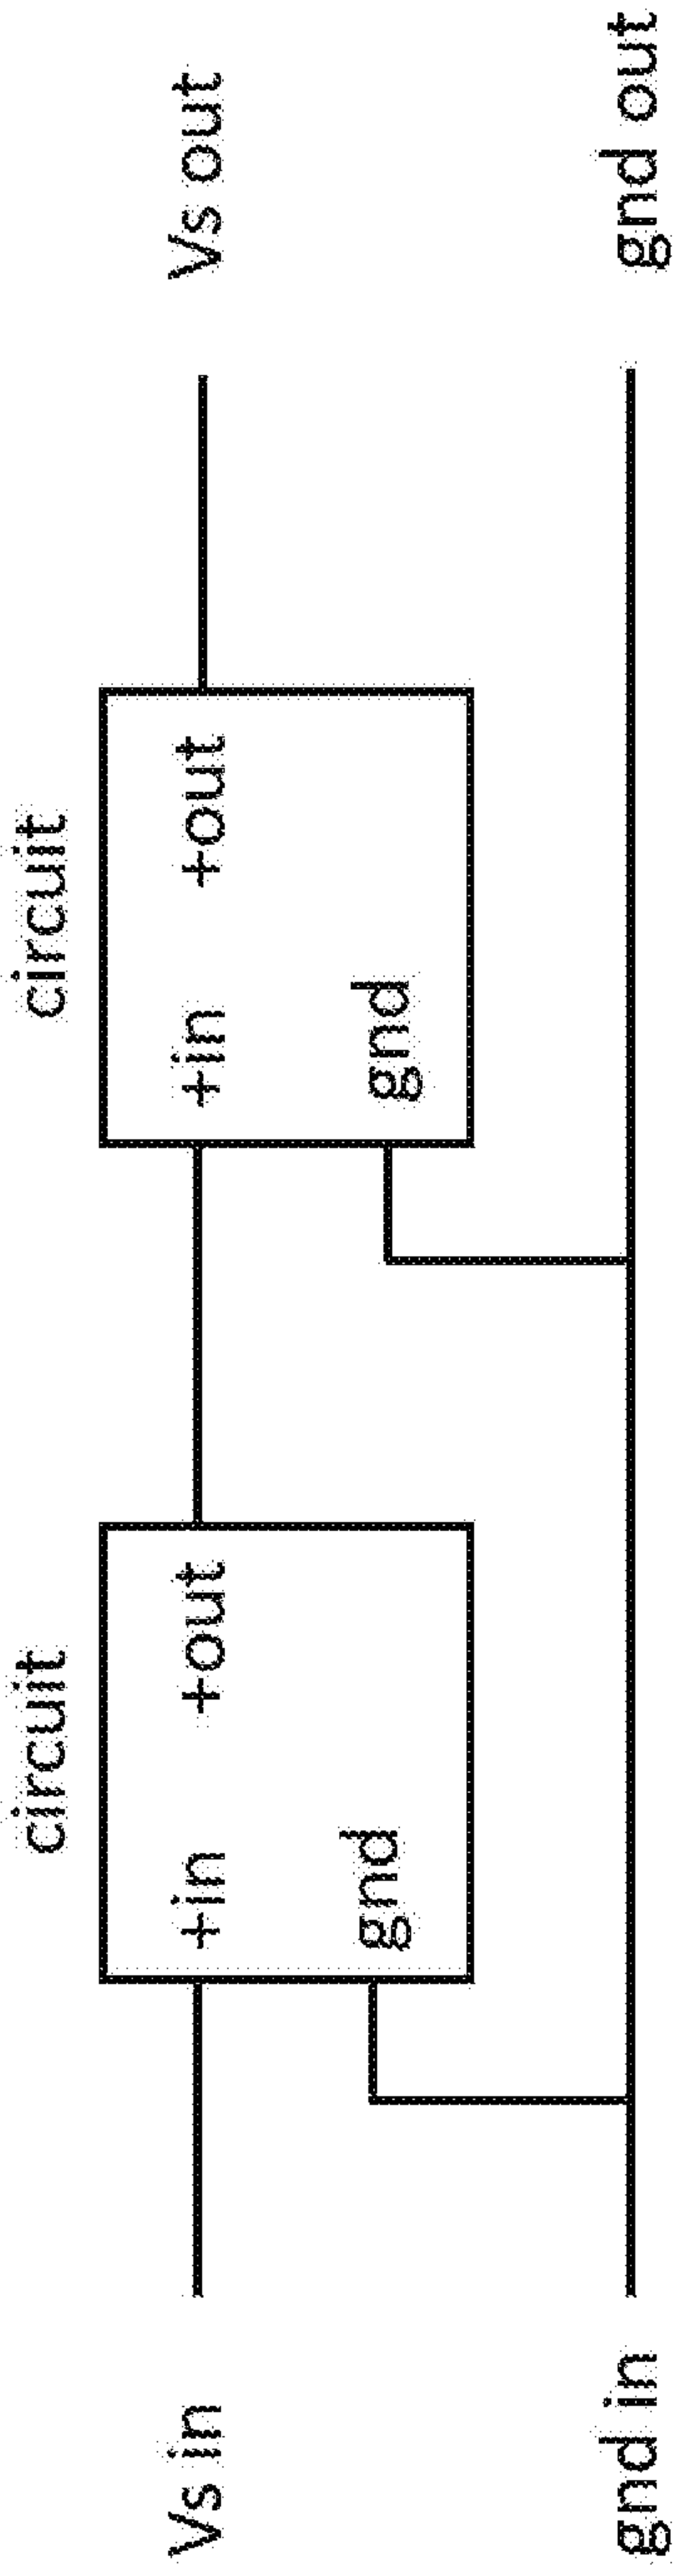 circuit circuit
Vs in +in +out +in +out Vs out
gnd gnd
gnd in gnd out